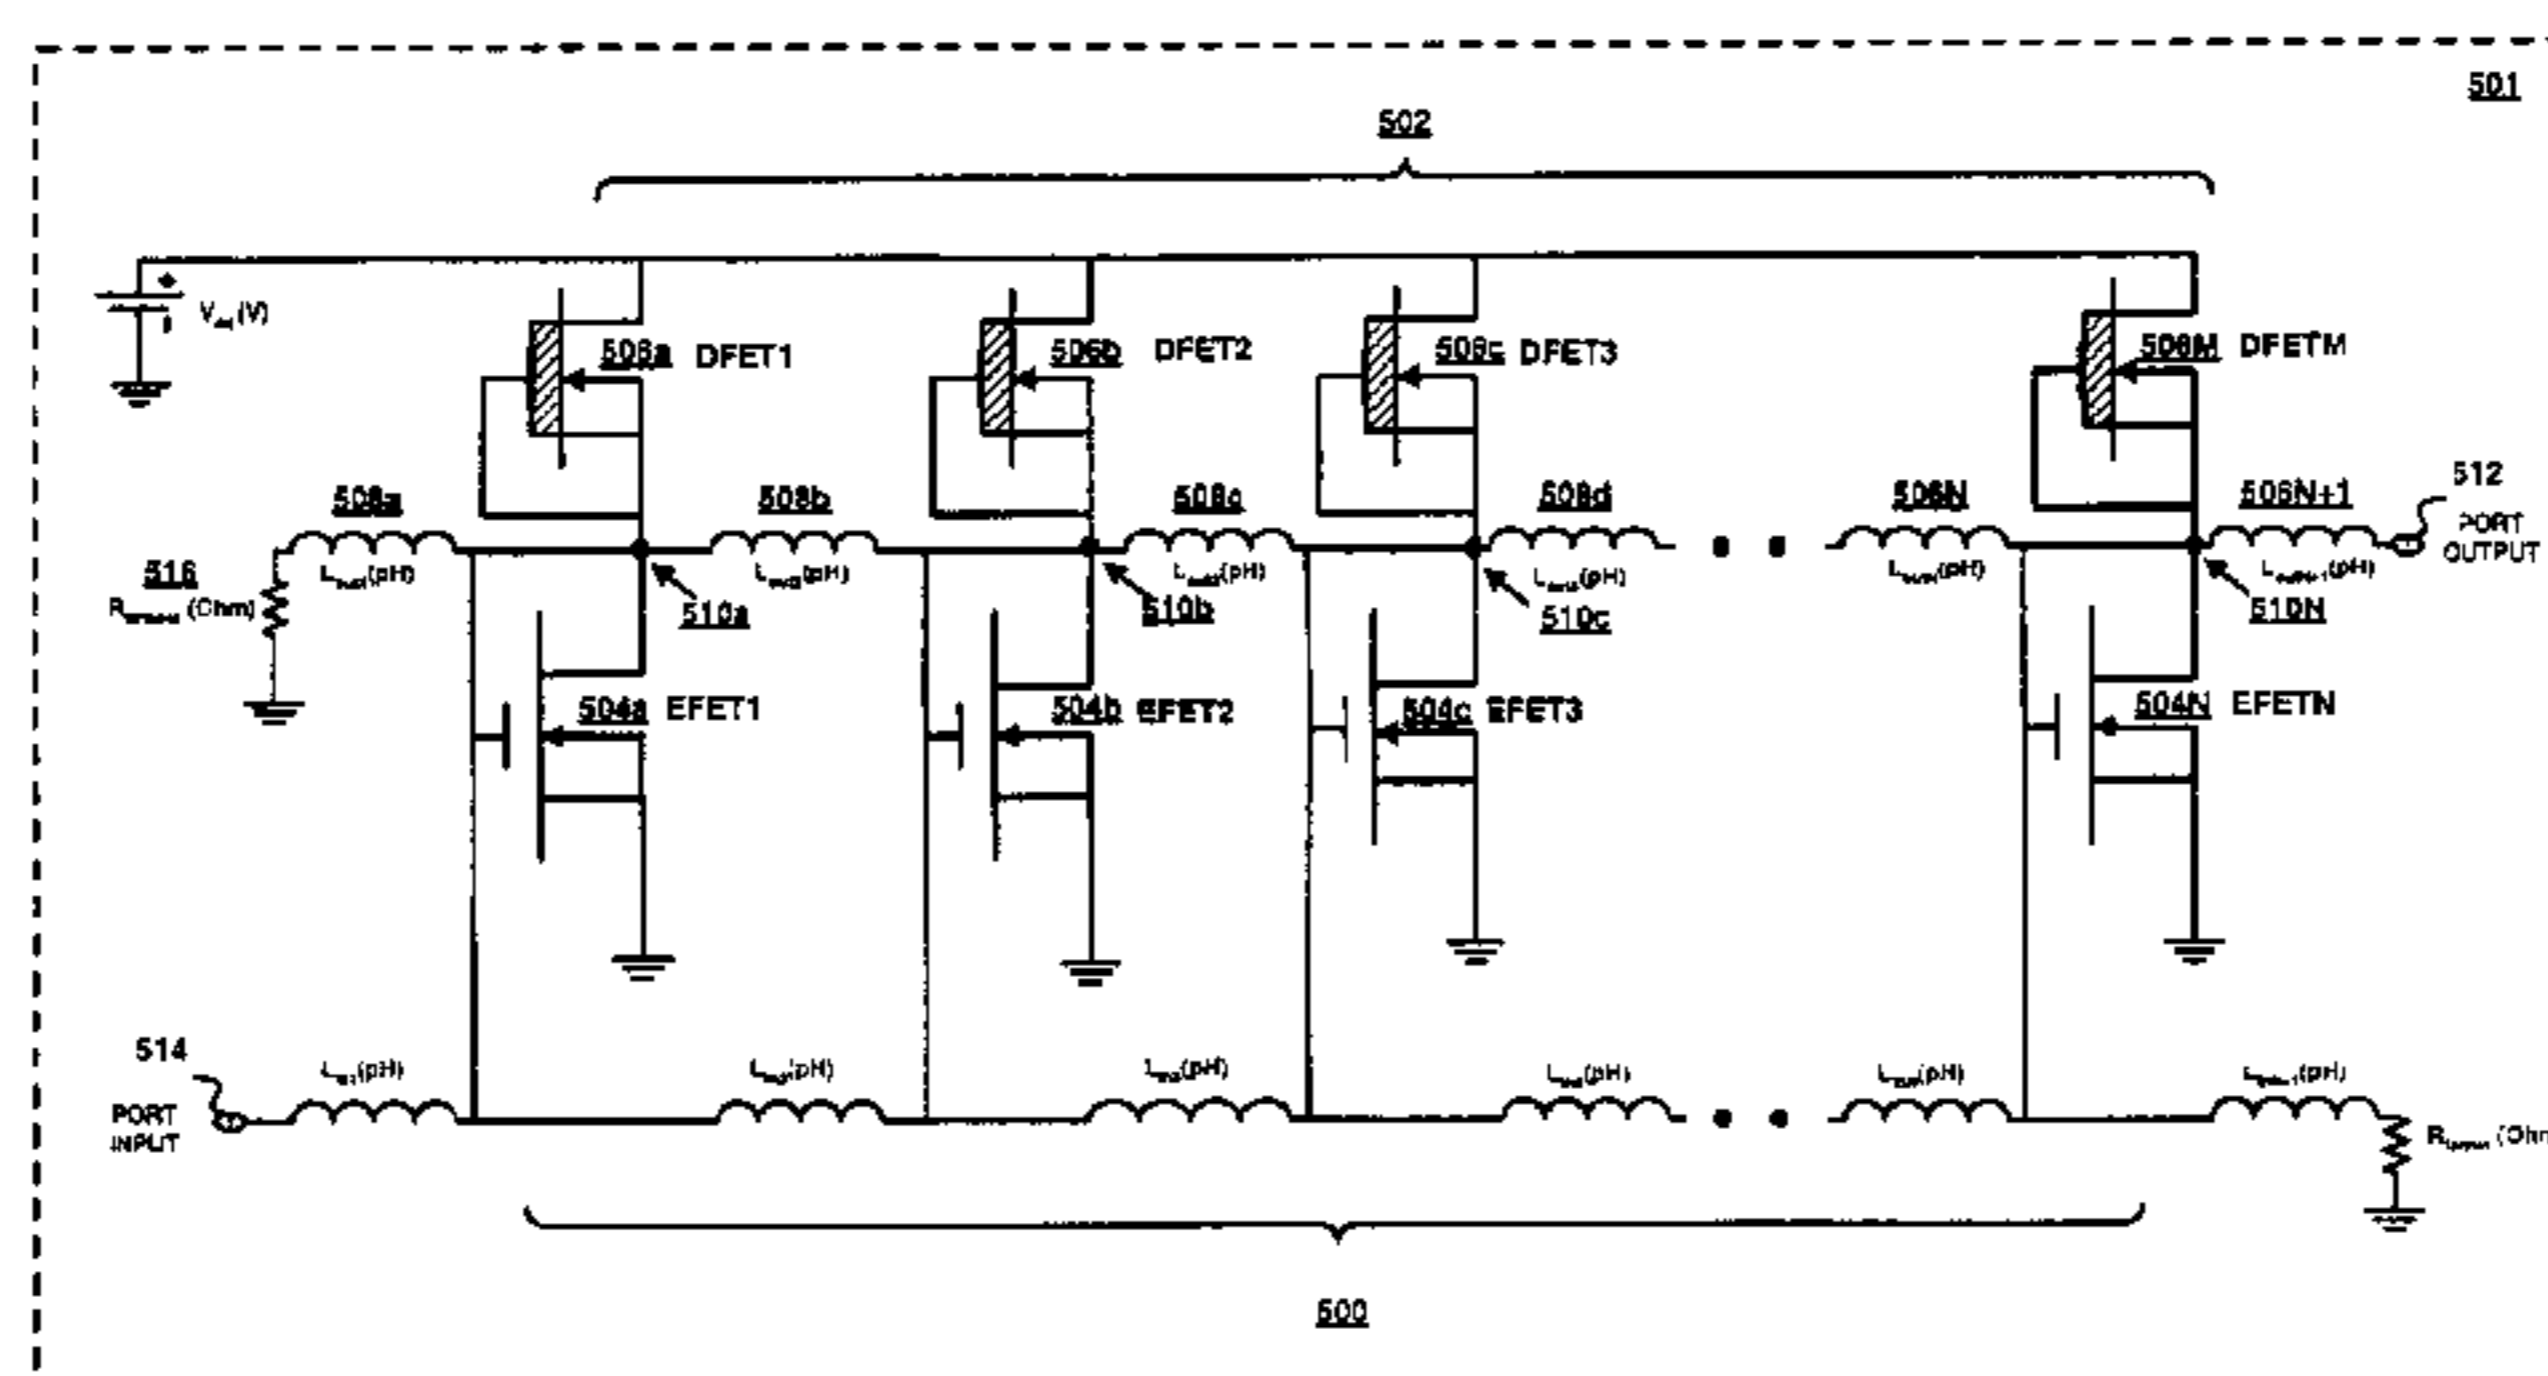 501
502
506a DFET1
506b DFET2
506c DFET3
506M DFETM
(V)
508a
508b
508c
508d
508N
508N+1
512
PORT
OUTPUT
516
(Ohm)
(pH)
(pH)
(pH)
(pH)
(pH)
(pH)
510a
510b
510c
510N
504a EFET1
504b EFET2
504c EFET3
504N EFETN
514
PORT
INPUT
(pH)
(pH)
(pH)
(pH)
(pH)
(pH)
500